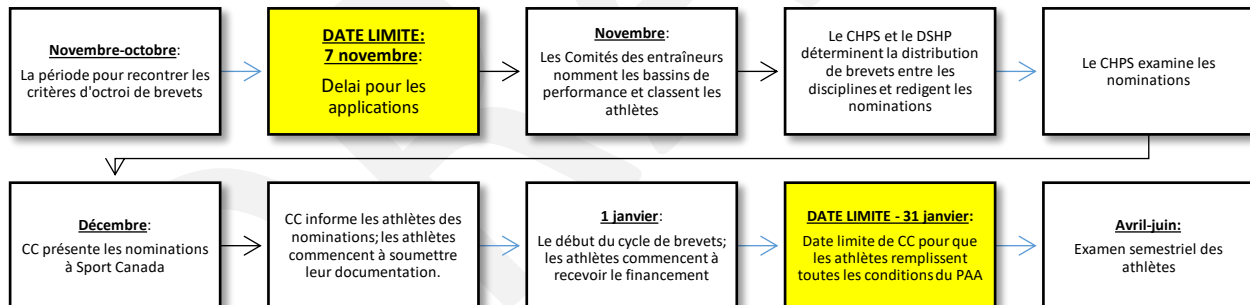 Novembre-octobre:
La période pour recontrer les
critères d'octroi de brevets
DATE LIMITE:
7 novembre:
Delai pour les
applications
Novembre:
Les Comités des entraîneurs
nomment les bassins de
performance et classent les
athlètes
Le CHPS et le DSHP
déterminent la distribution
de brevets entre les
disciplines et redigent les
nominations
Le CHPS examine les
nominations
Décembre:
CC présente les nominations
à Sport Canada
CC informe les athlètes des
nominations; les athlètes
commencent à soumettre
leur documentation.
1 janvier:
Le début du cycle de brevets;
les athlètes commencent à
recevoir le financement
DATE LIMITE - 31 janvier:
Date limite de CC pour que
les athlètes remplissent
toutes les conditions du PAA
Avril-juin:
Examen semestriel des
athlètes